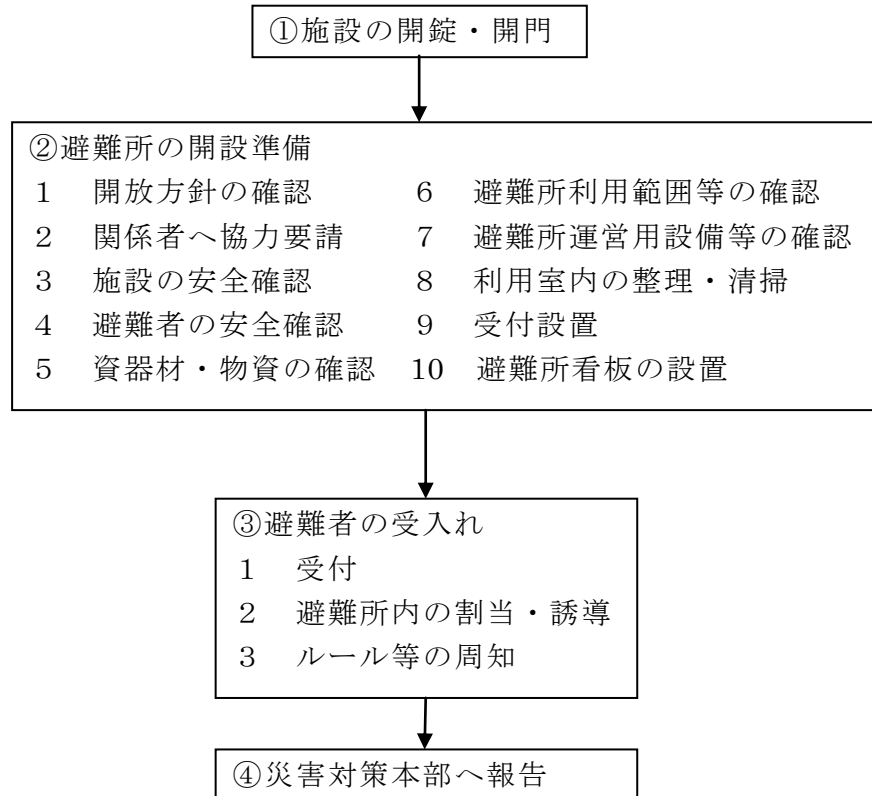 ①施設の開錠・開門
②避難所の開設準備
1 開放方針の確認
2 関係者へ協力要請
3 施設の安全確認
4 避難者の安全確認
5 資器材・物資の確認
6 避難所利用範囲等の確認
7 避難所運営用設備等の確認
8 利用室内の整理・清掃
9 受付設置
10 避難所看板の設置
③避難者の受入れ
1 受付
2 避難所内の割当・誘導
3 ルール等の周知
④災害対策本部へ報告